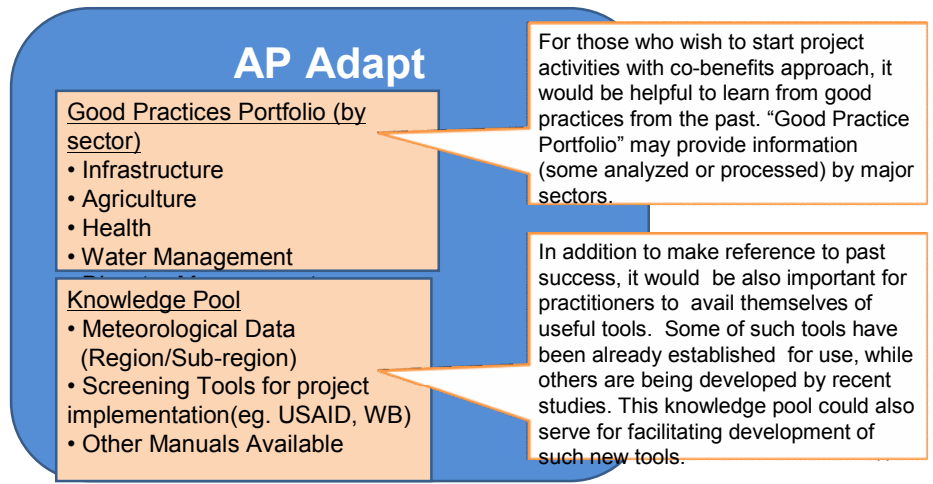 AP Adapt
Good Practices Portfolio (by
sector)
• Infrastructure
• Agriculture
• Health
• Water Management
Knowledge Pool
• Meteorological Data
(Region/Sub-region)
• Screening Tools for project
implementation(eg. USAID, WB)
• Other Manuals Available
For those who wish to start project
activities with co-benefits approach, it
would be helpful to learn from good
practices from the past. “Good Practice
Portfolio” may provide information
(some analyzed or processed) by major
sectors.
In addition to make reference to past
success, it would  be also important for
practitioners to  avail themselves of
useful tools.  Some of such tools have
been already established  for use, while
others are being developed by recent
studies. This knowledge pool could also
serve for facilitating development of
such new tools.